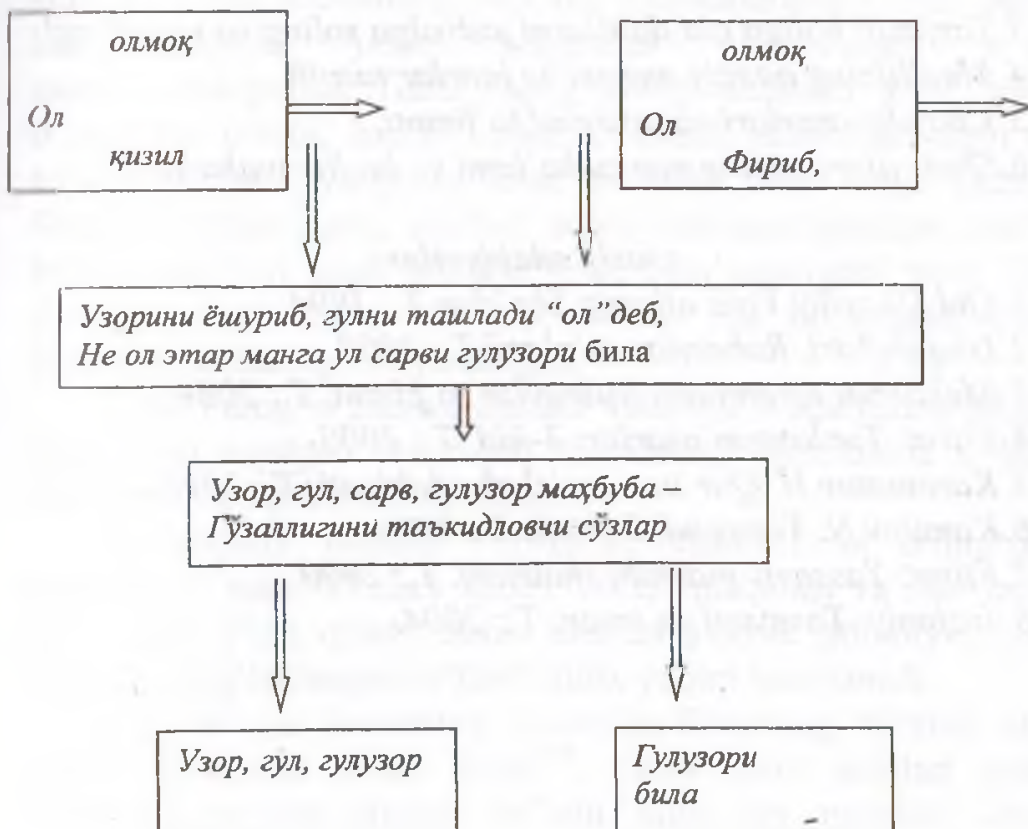 олмоқ
Ол
қизил
олмоқ
Ол
Фириб,
Узорини ёшуриб, гулни ташлади “ол”деб,
Не ол этар манга ул сарви гулузори била
Узор, гул, сарв, гулузор маҳбуба –
Гўзаллигини таъкидловчи сўзлар
Узор, гўл, гулузор
Гулузори
била